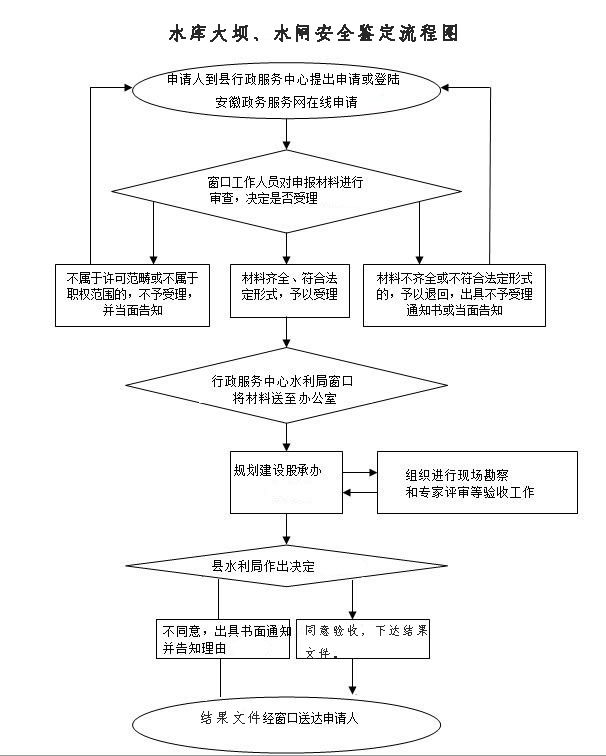 水库大坝、水闸安全鉴定流程图
申请人到县行政服务中心提出申请或登陆
安徽政务服务网在线申请
窗口工作人员对申报材料进行
审查，决定是否受理
不属于许可范畴或不属于
职权范围的，不予受理，
并当面告知
材料齐全、符合法
定形式，予以受理
材料不齐全或不符合法定形式
的，予以退回，出具不予受理
通知书或当面告知
行政服务中心水利局窗口
将材料送至办公室
规划建设股承办
组织进行现场勘察
和专家评审等验收工作
县水利局作出决定
不同意，出具书面通知
并告知理由
同意验收，下达结果
文件。
结果文件经窗口送达申请人